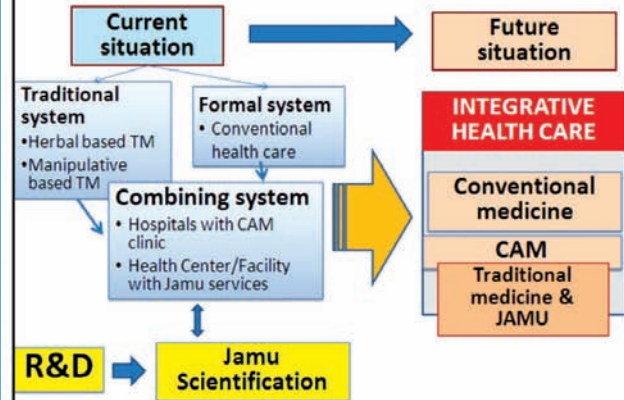 Current
situation
Future
situation
Traditional
system
•Herbal based TM
•Manipulative
based TM
Formal system
• Conventional
health care
Combining system
• Hospitals with CAM
clinic
• Health Center/Facility
with Jamu services
INTEGRATIVE
HEALTH CARE
Conventional
medicine
CAM
Traditional
medicine &
JAMU
R&D
Jamu
Scientification